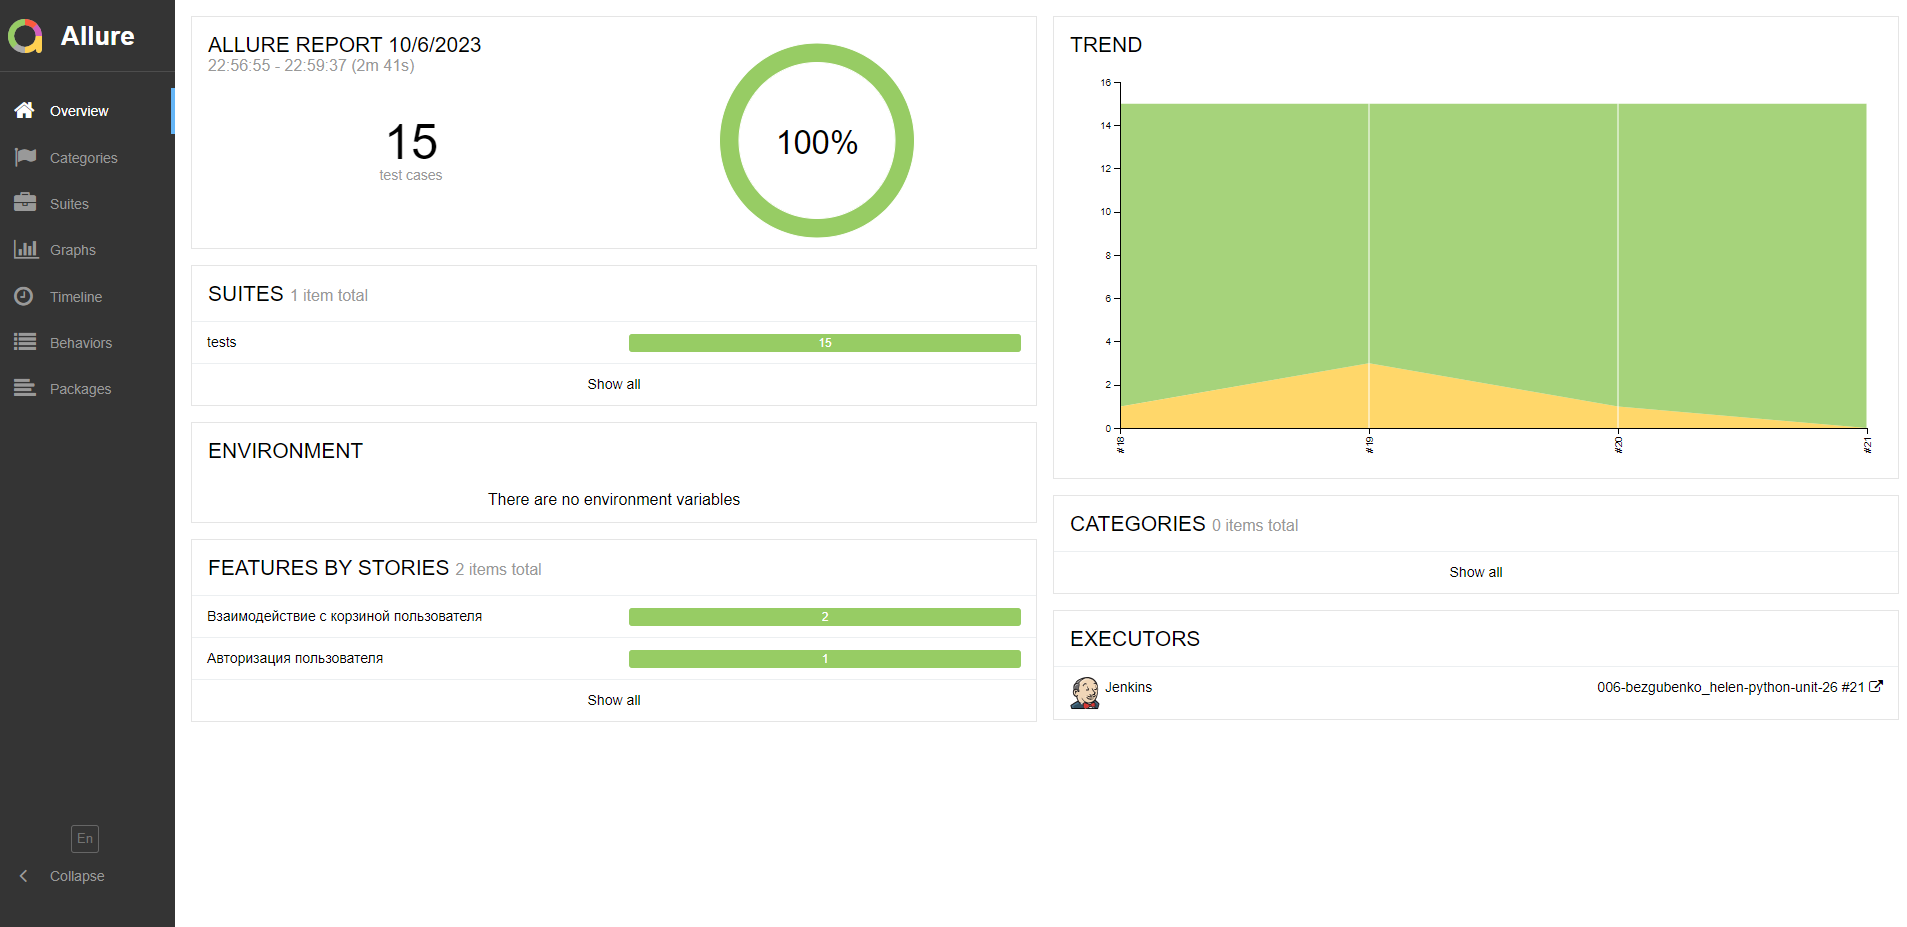 Allure
Overview
Categories
Suites
Graphs
Timeline
Behaviors
Packages
En
Collapse
ALLURE REPORT 10/6/2023
22:56:55 - 22:59:37 (2m 41s)
15
test cases
100%
SUITES 1 item total
tests 15
Show all
ENVIRONMENT
There are no environment variables
FEATURES BY STORIES 2 items total
Взаимодействие с корзиной пользователя 2
Авторизация пользователя 1
Show all
TREND
16
14
12
10
8
6
4
2
0
#18 #19 #20 #21
CATEGORIES 0 items total
Show all
EXECUTORS
Jenkins 006-bezgubenko_helen-python-unit-26 #21